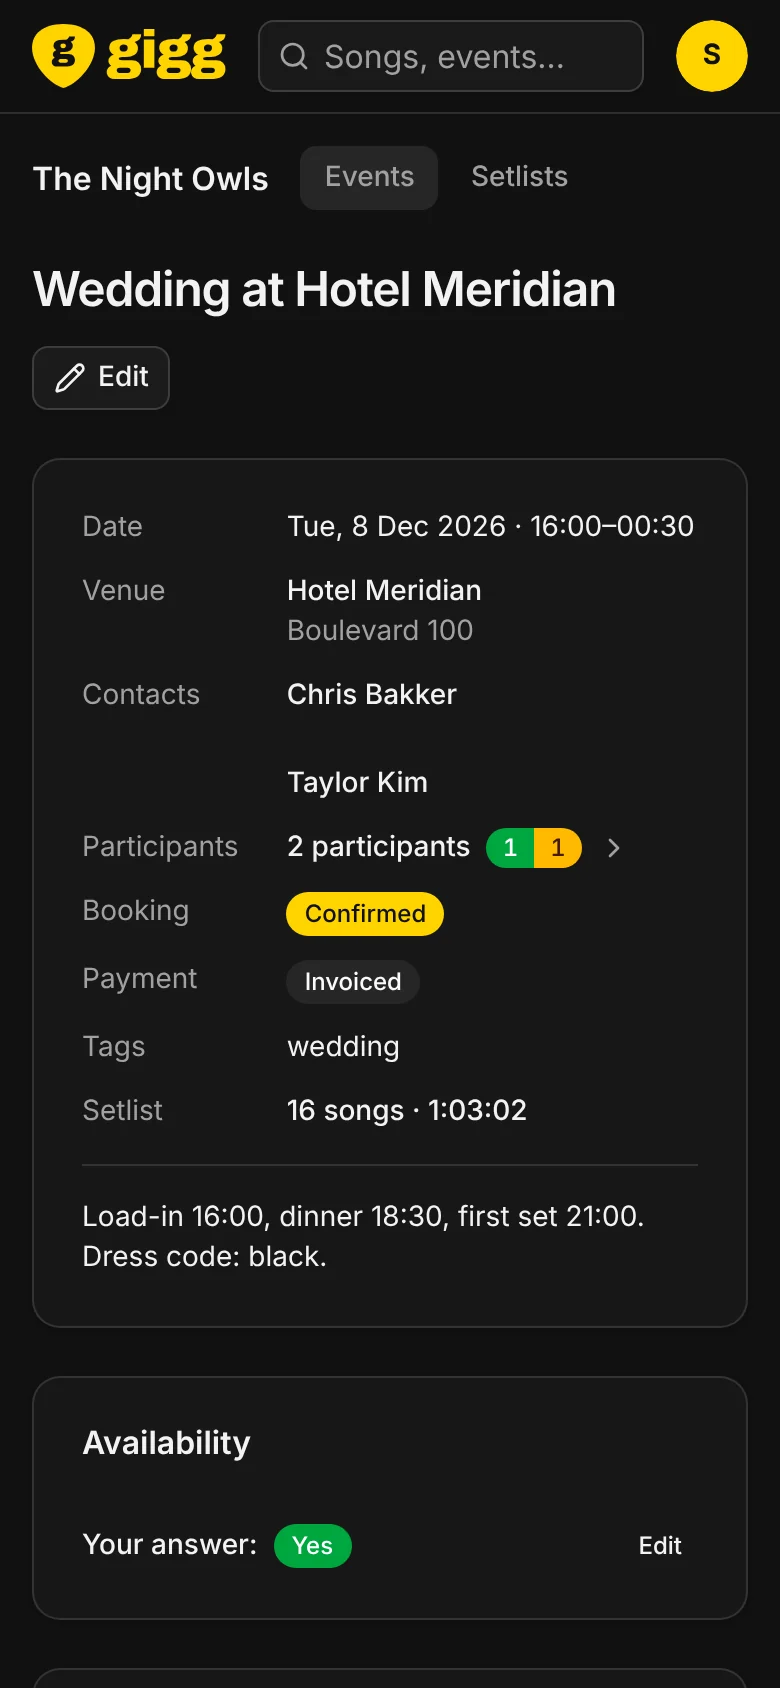 g gigg
Songs, events...
S
The Night Owls
Events
Setlists
Wedding at Hotel Meridian
Edit
Date
Tue, 8 Dec 2026 · 16:00–00:30
Venue
Hotel Meridian
Boulevard 100
Contacts
Chris Bakker
Taylor Kim
Participants
2 participants 1 1
Booking
Confirmed
Payment
Invoiced
Tags
wedding
Setlist
16 songs · 1:03:02
Load-in 16:00, dinner 18:30, first set 21:00.
Dress code: black.
Availability
Your answer: Yes
Edit